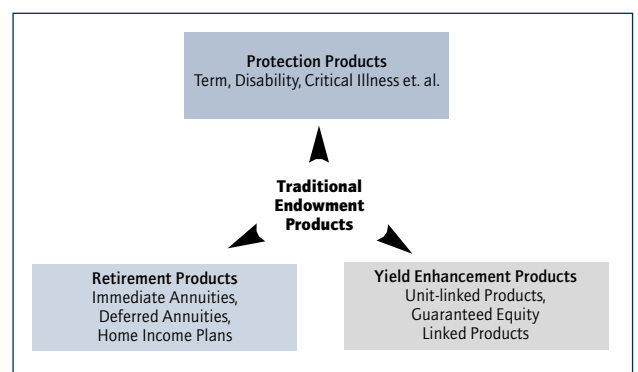 Protection Products
Term, Disability, Critical Illness et. al.
Traditional
Endowment
Products
Retirement Products
Immediate Annuities,
Deferred Annuities,
Home Income Plans
Yield Enhancement Products
Unit-linked Products,
Guaranteed Equity
Linked Products